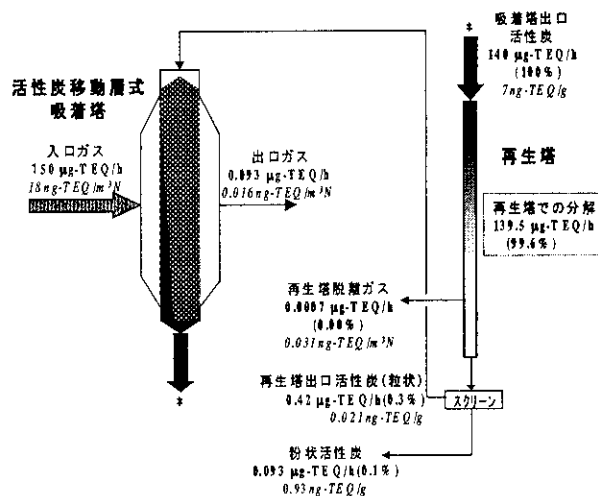 活性炭移動層式
吸着塔
入口ガス
150 μg-TEQ/h
18ng-TEQ/m³N
出口ガス
0.093 μg-TEQ/h
0.016ng-TEQ/m³N
*
吸着塔出口
活性炭
140 μg-TEQ/h
(100%)
7ng-TEQ/g
*
再生塔
再生塔での分解
139.5 μg-TEQ/h
(99.6%)
再生塔脱離ガス
0.0007 μg-TEQ/h
(0.00%)
0.031ng-TEQ/m³N
再生塔出口活性炭(粒状)
0.42 μg-TEQ/h(0.3%)
0.021ng-TEQ/g
スクリーン
粉状活性炭
0.093 μg-TEQ/h(0.1%)
0.93ng-TEQ/g